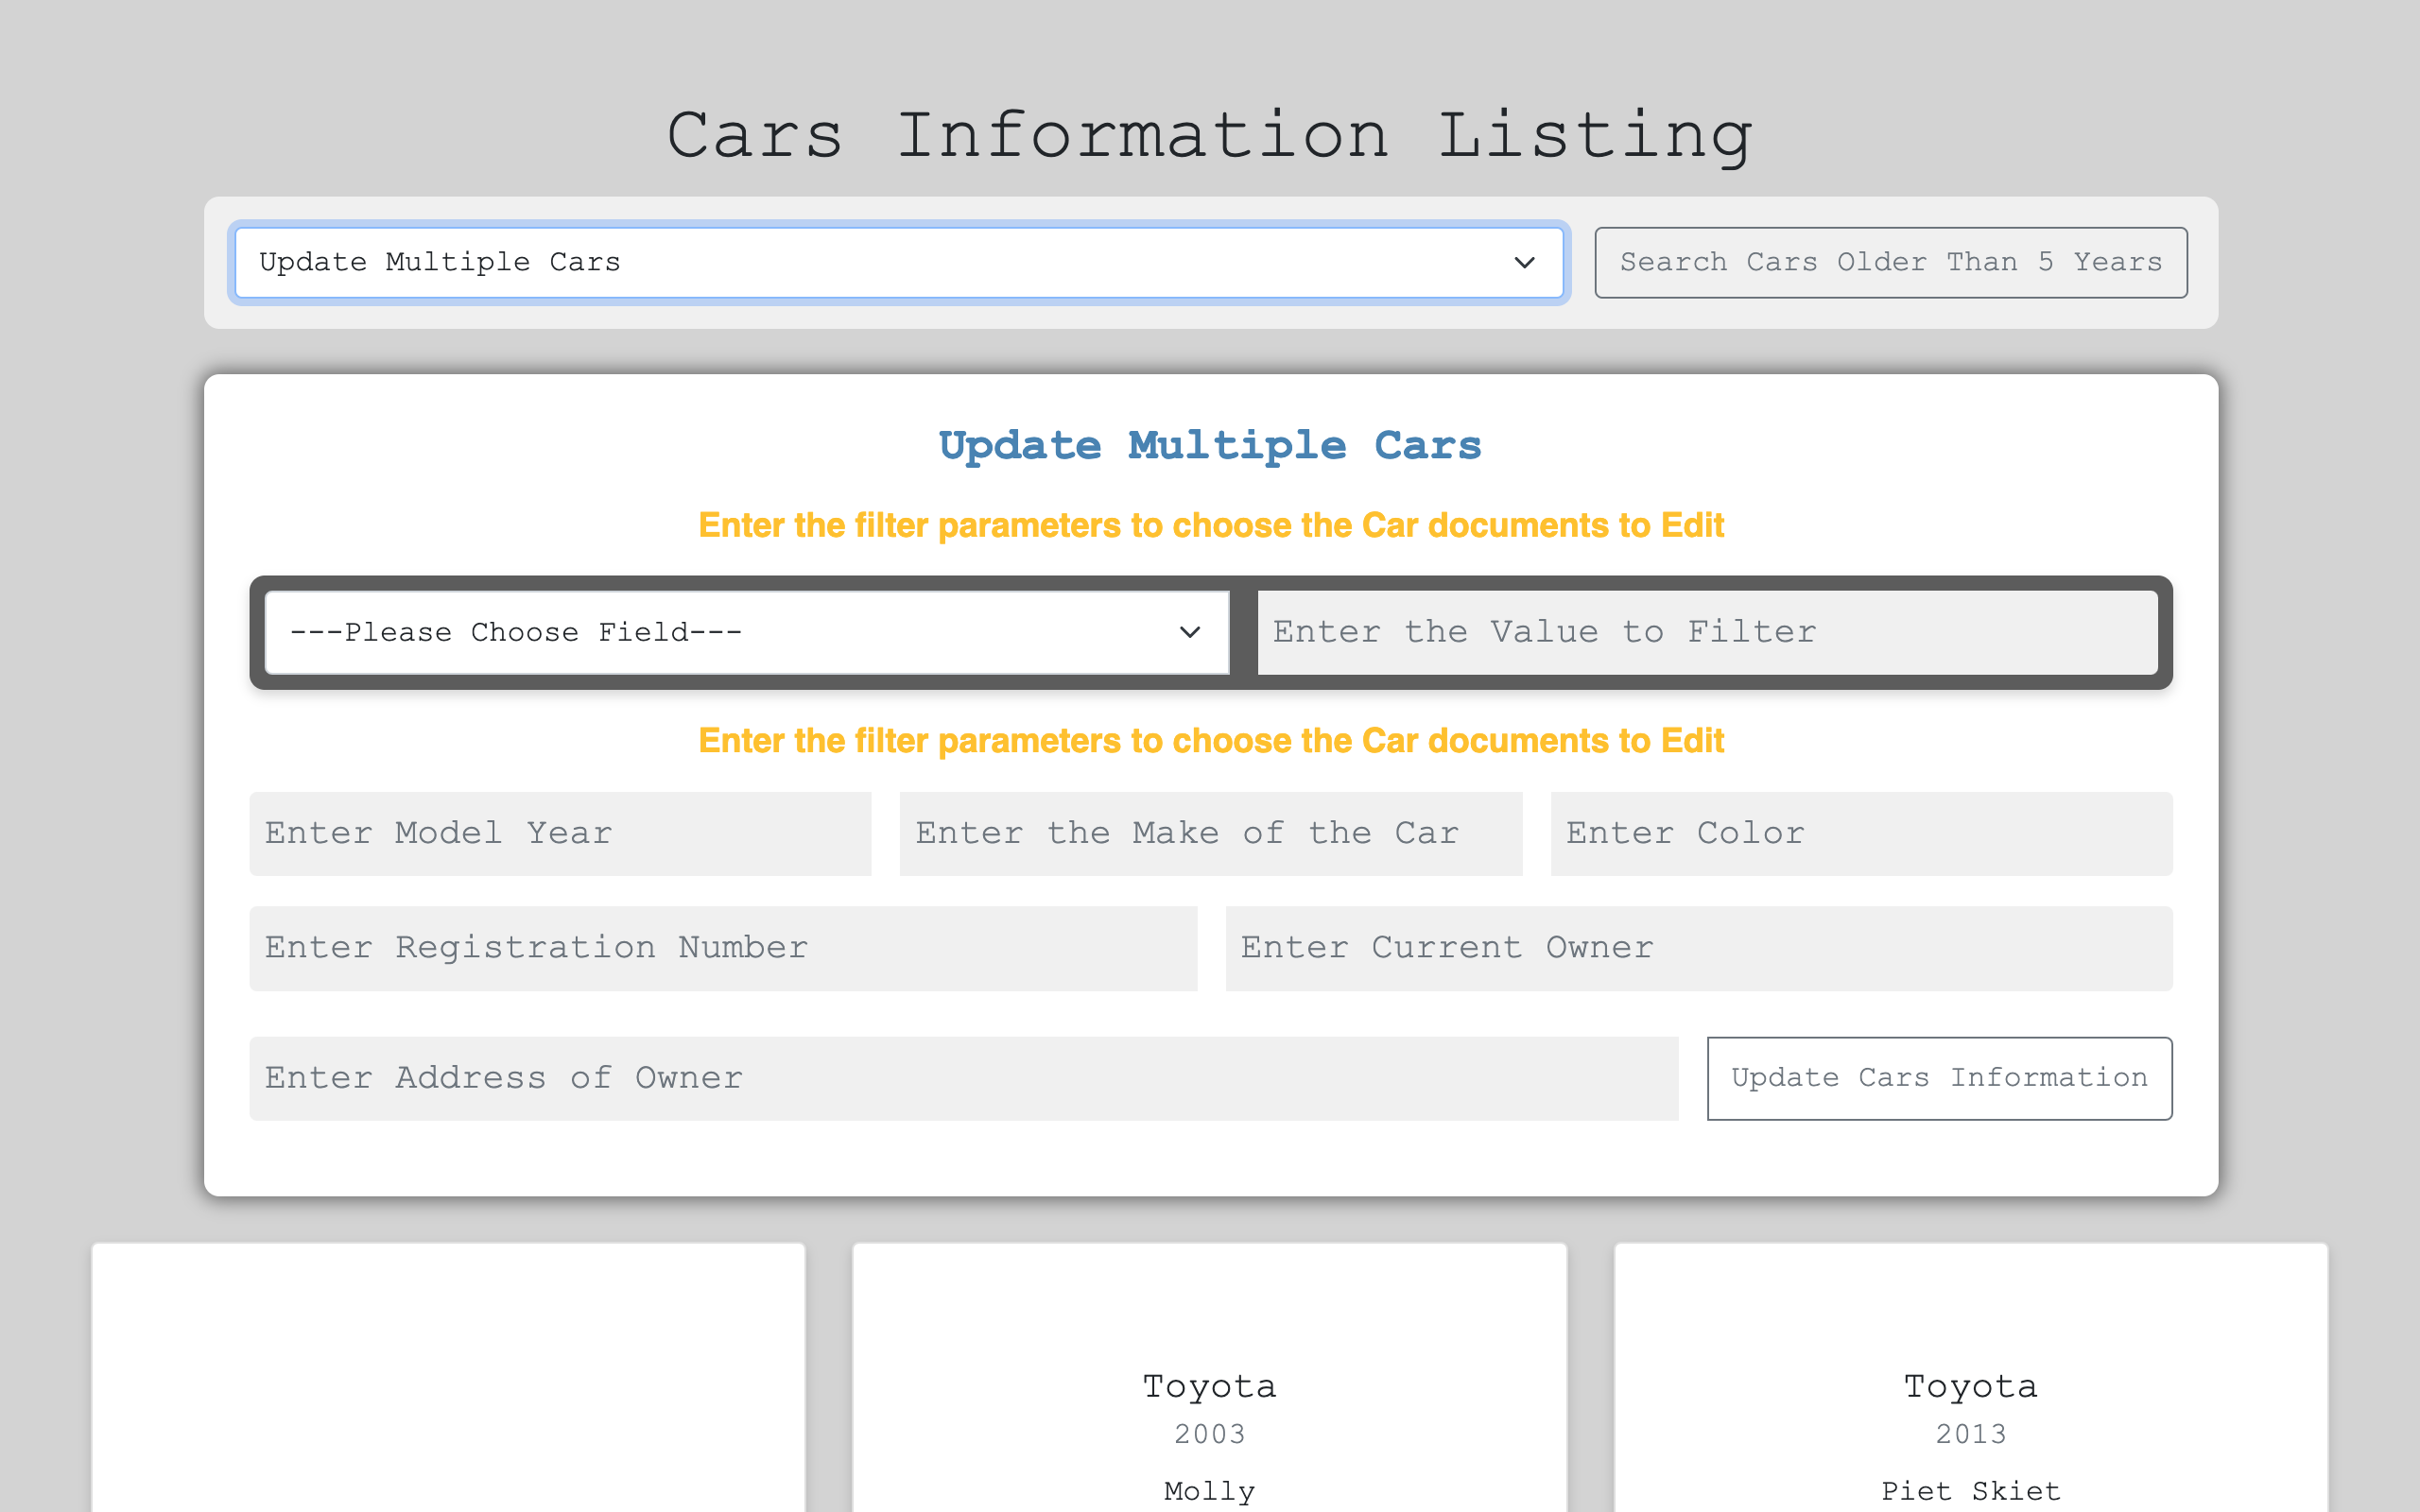 Cars Information Listing
Update Multiple Cars
Search Cars Older Than 5 Years
Update Multiple Cars
Enter the filter parameters to choose the Car documents to Edit
---Please Choose Field---
Enter the Value to Filter
Enter the filter parameters to choose the Car documents to Edit
Enter Model Year
Enter the Make of the Car
Enter Color
Enter Registration Number
Enter Current Owner
Enter Address of Owner
Update Cars Information
Toyota
2003
Molly
Toyota
2013
Piet Skiet